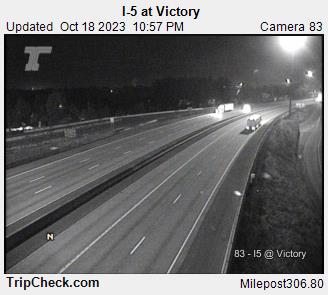 I-5 at Victory
Updated Oct 18 2023 10:57 PM Camera 83
T
N
83 - I5 @ Victory
TripCheck.com Milepost306.80